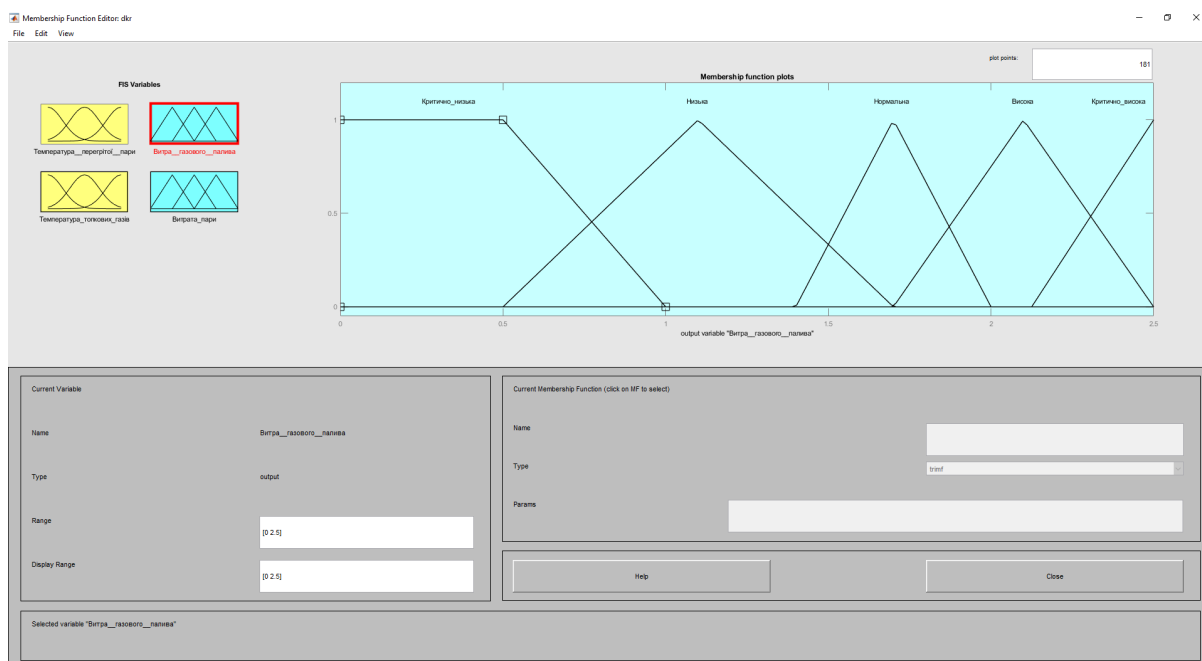 Membership Function Editor: dkr
File Edit View
plot points: 181
FIS Variables
Membership function plots
Температура__перегрітої__пари
Витра__газового__палива
Температура_топкових_газів
Витрата_пари
Критично_низька Низька Нормальна Висока Критично_висока
1
0.5
0
0 0.5 1 1.5 2 2.5
output variable "Витра__газового__палива"
Current Variable
Name Витра__газового__палива
Type output
Range [0 2.5]
Display Range [0 2.5]
Current Membership Function (click on MF to select)
Name
Type trimf
Params
Help Close
Selected variable "Витра__газового__палива"